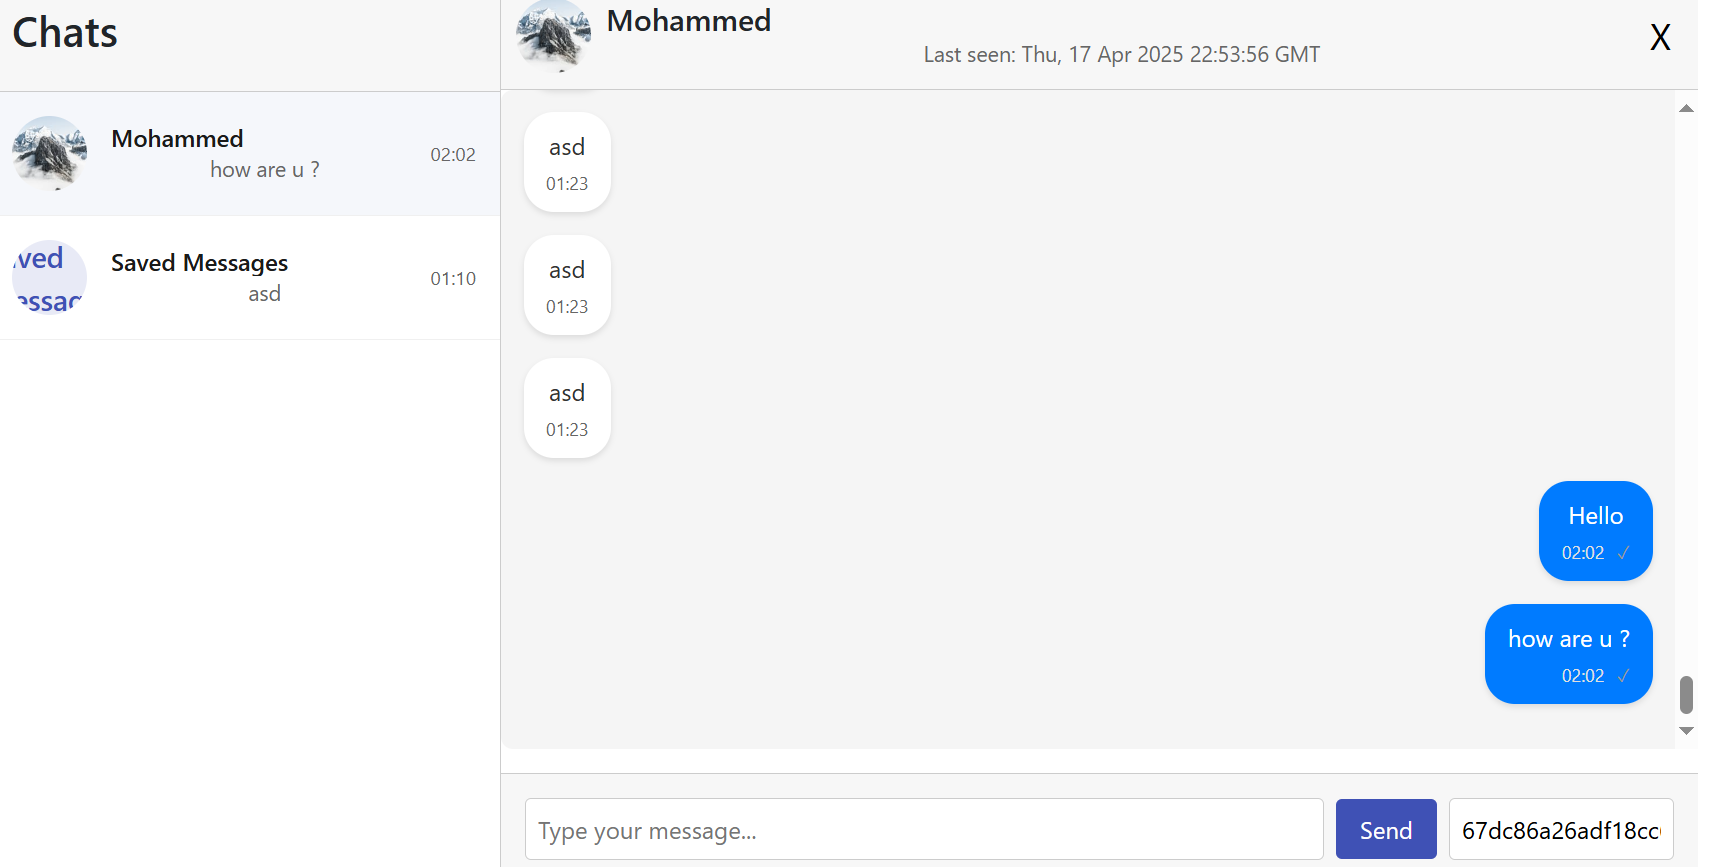 Chats
Mohammed
how are u ?
02:02
Saved Messages
asd
01:10
Mohammed
Last seen: Thu, 17 Apr 2025 22:53:56 GMT
X
asd
01:23
asd
01:23
asd
01:23
Hello
02:02 ✓
how are u ?
02:02 ✓
Type your message...
Send
67dc86a26adf18cc